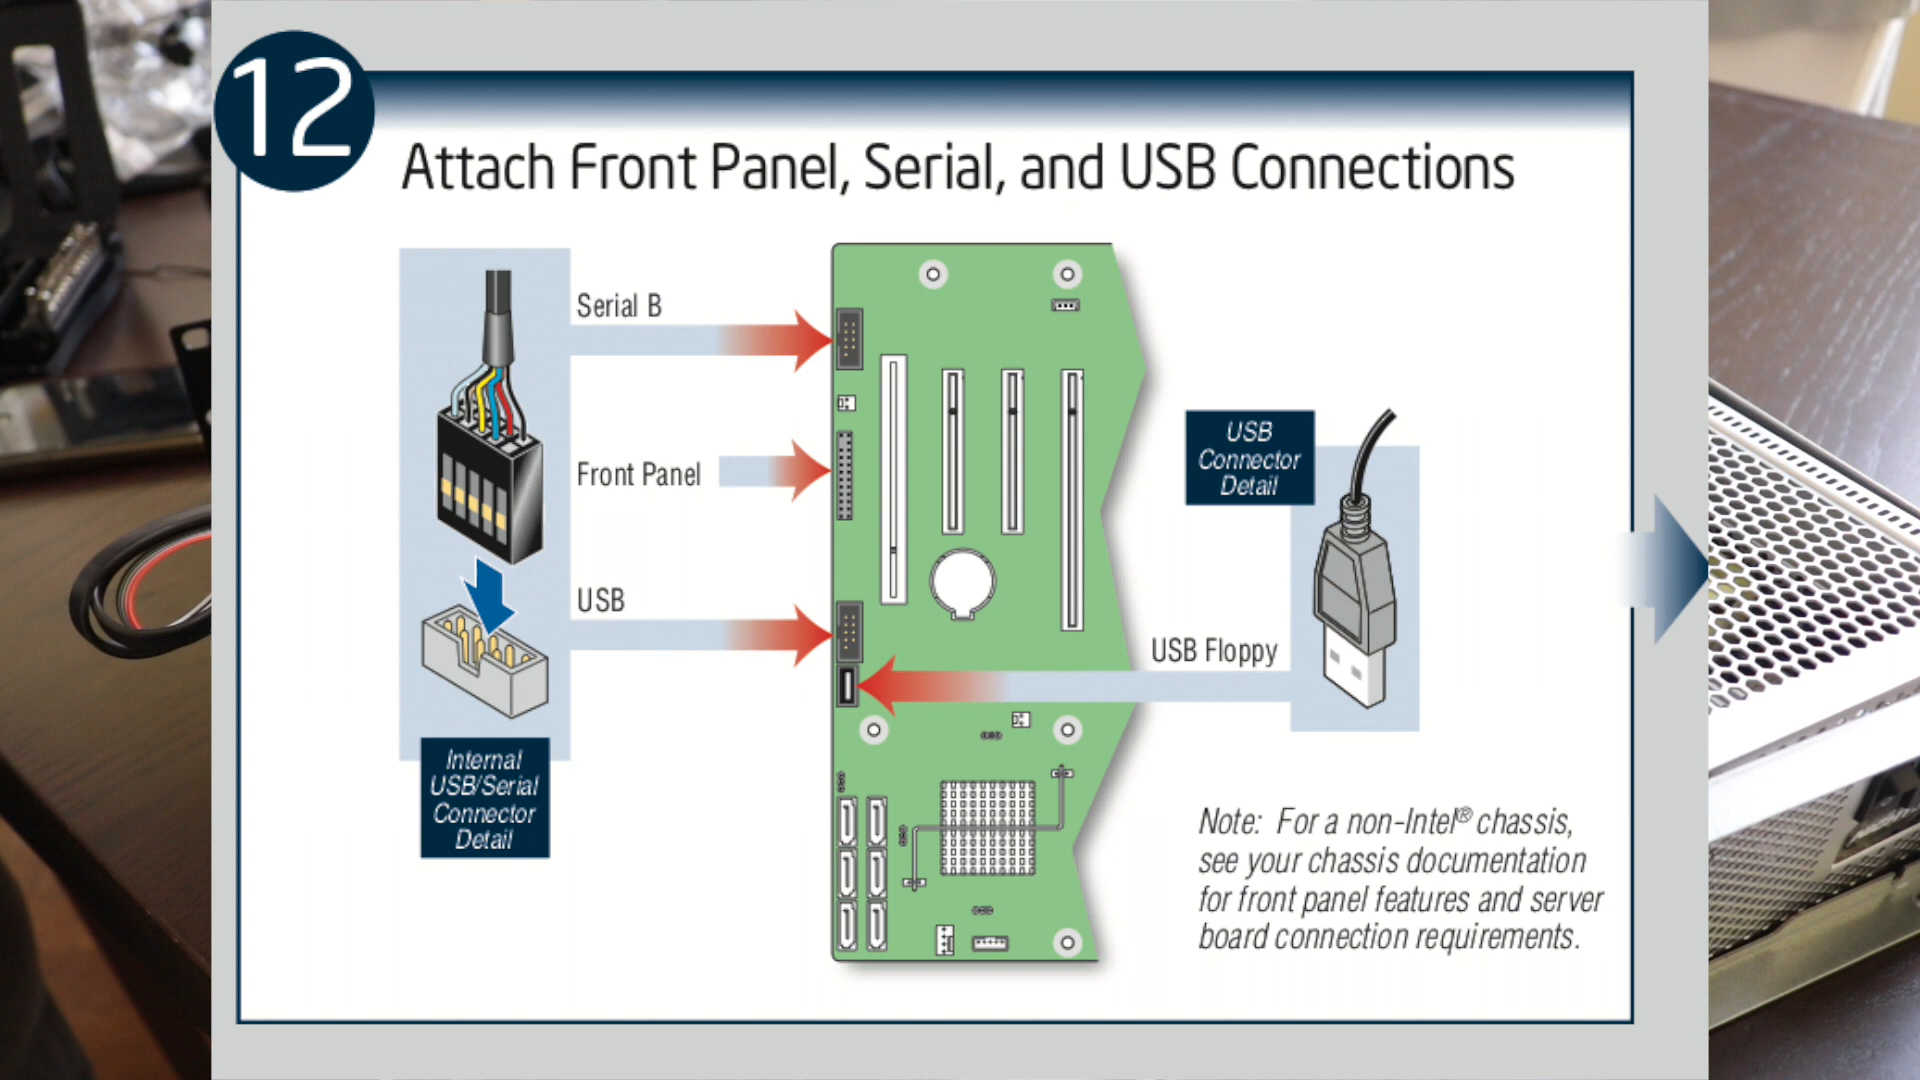 12
Attach Front Panel, Serial, and USB Connections
Serial B
Front Panel
USB
Internal
USB/Serial
Connector
Detail
USB
Connector
Detail
USB Floppy
Note: For a non-Intel® chassis,
see your chassis documentation
for front panel features and server
board connection requirements.